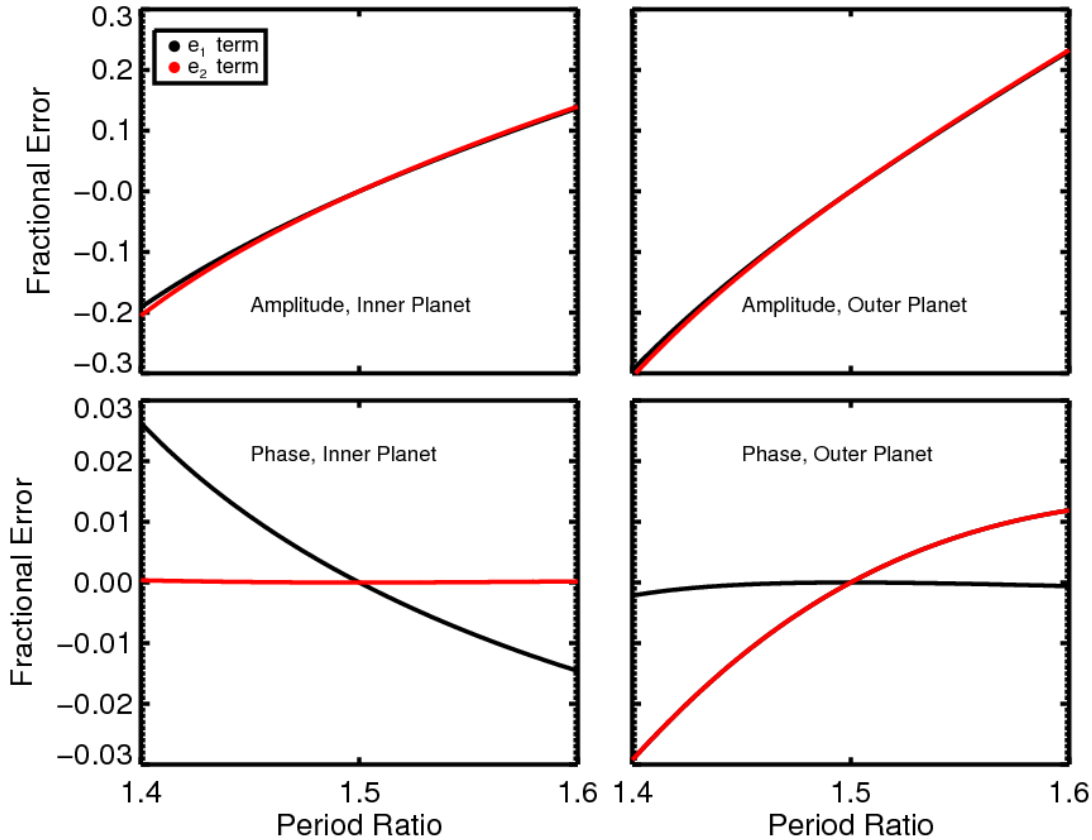 0.3
0.2
0.1
−0.0
−0.1
−0.2
−0.3
Fractional Error
e₁ term
e₂ term
Amplitude, Inner Planet
Amplitude, Outer Planet
0.03
0.02
0.01
0.00
−0.01
−0.02
−0.03
Fractional Error
Phase, Inner Planet
Phase, Outer Planet
1.4 1.5 1.6 1.4 1.5 1.6
Period Ratio Period Ratio